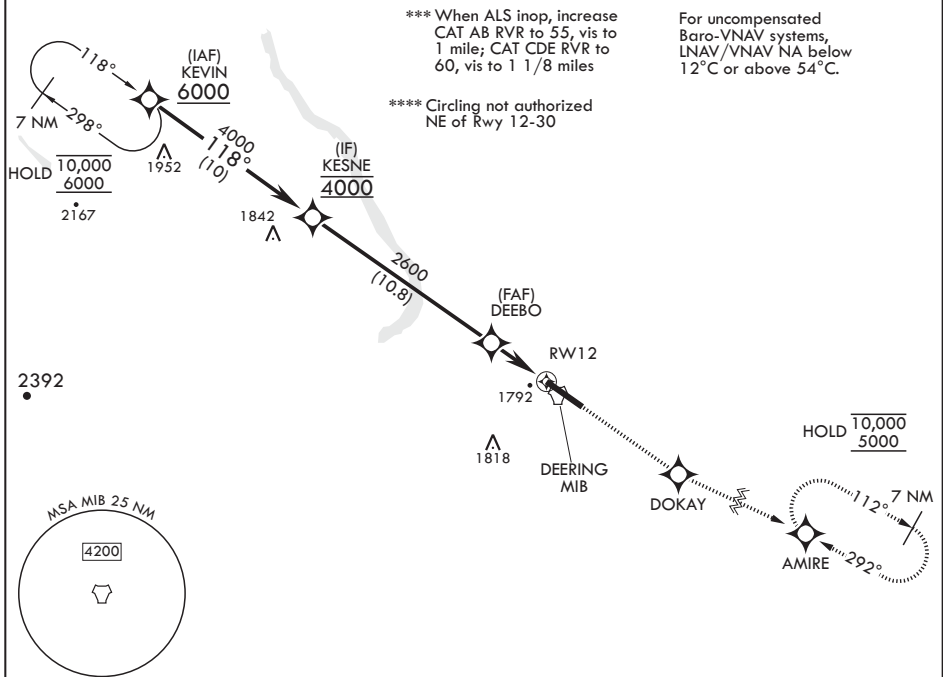 *** When ALS inop, increase
CAT AB RVR to 55, vis to
1 mile; CAT CDE RVR to
60, vis to 1 1/8 miles
**** Circling not authorized
NE of Rwy 12-30
For uncompensated
Baro-VNAV systems,
LNAV/VNAV NA below
12°C or above 54°C.
(IAF)
KEVIN
6000
118°
298°
7 NM
HOLD 10,000
6000
2167
1952
4000
118°
(10)
(IF)
KESNE
4000
1842
2600
(10.8)
(FAF)
DEEBO
RW12
1792
2392
1818
DEERING
MIB
DOKAY
HOLD 10,000
5000
112°
7 NM
292°
AMIRE
MSA MIB 25 NM
4200